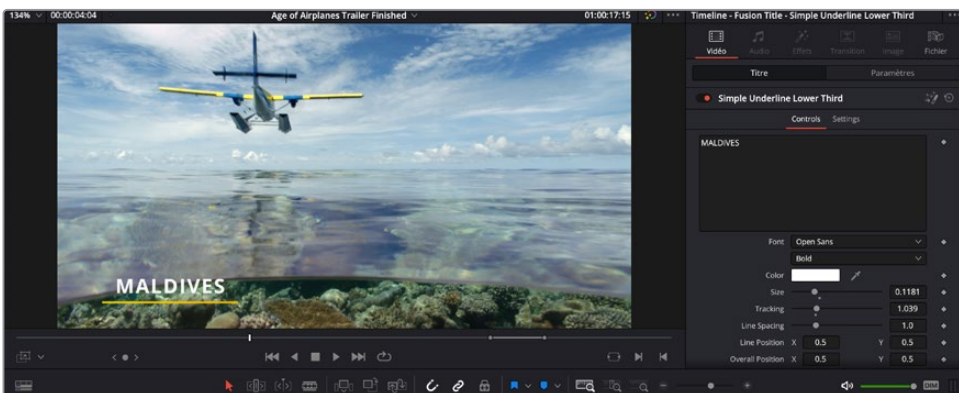 134% 00:00:04:04 Age of Airplanes Trailer Finished 01:00:17:15 Timeline - Fusion Title - Simple Underline Lower Third
Vidéo Audio Effets Transition Image Fichier
Titre Paramètres
Simple Underline Lower Third
Controls Settings
MALDIVES
Font Open Sans
Bold
Color
Size 0.1181
Tracking 1.039
Line Spacing 1.0
Line Position X 0.5 Y 0.5
Overall Position X 0.5 Y 0.5
MALDIVES
DIM